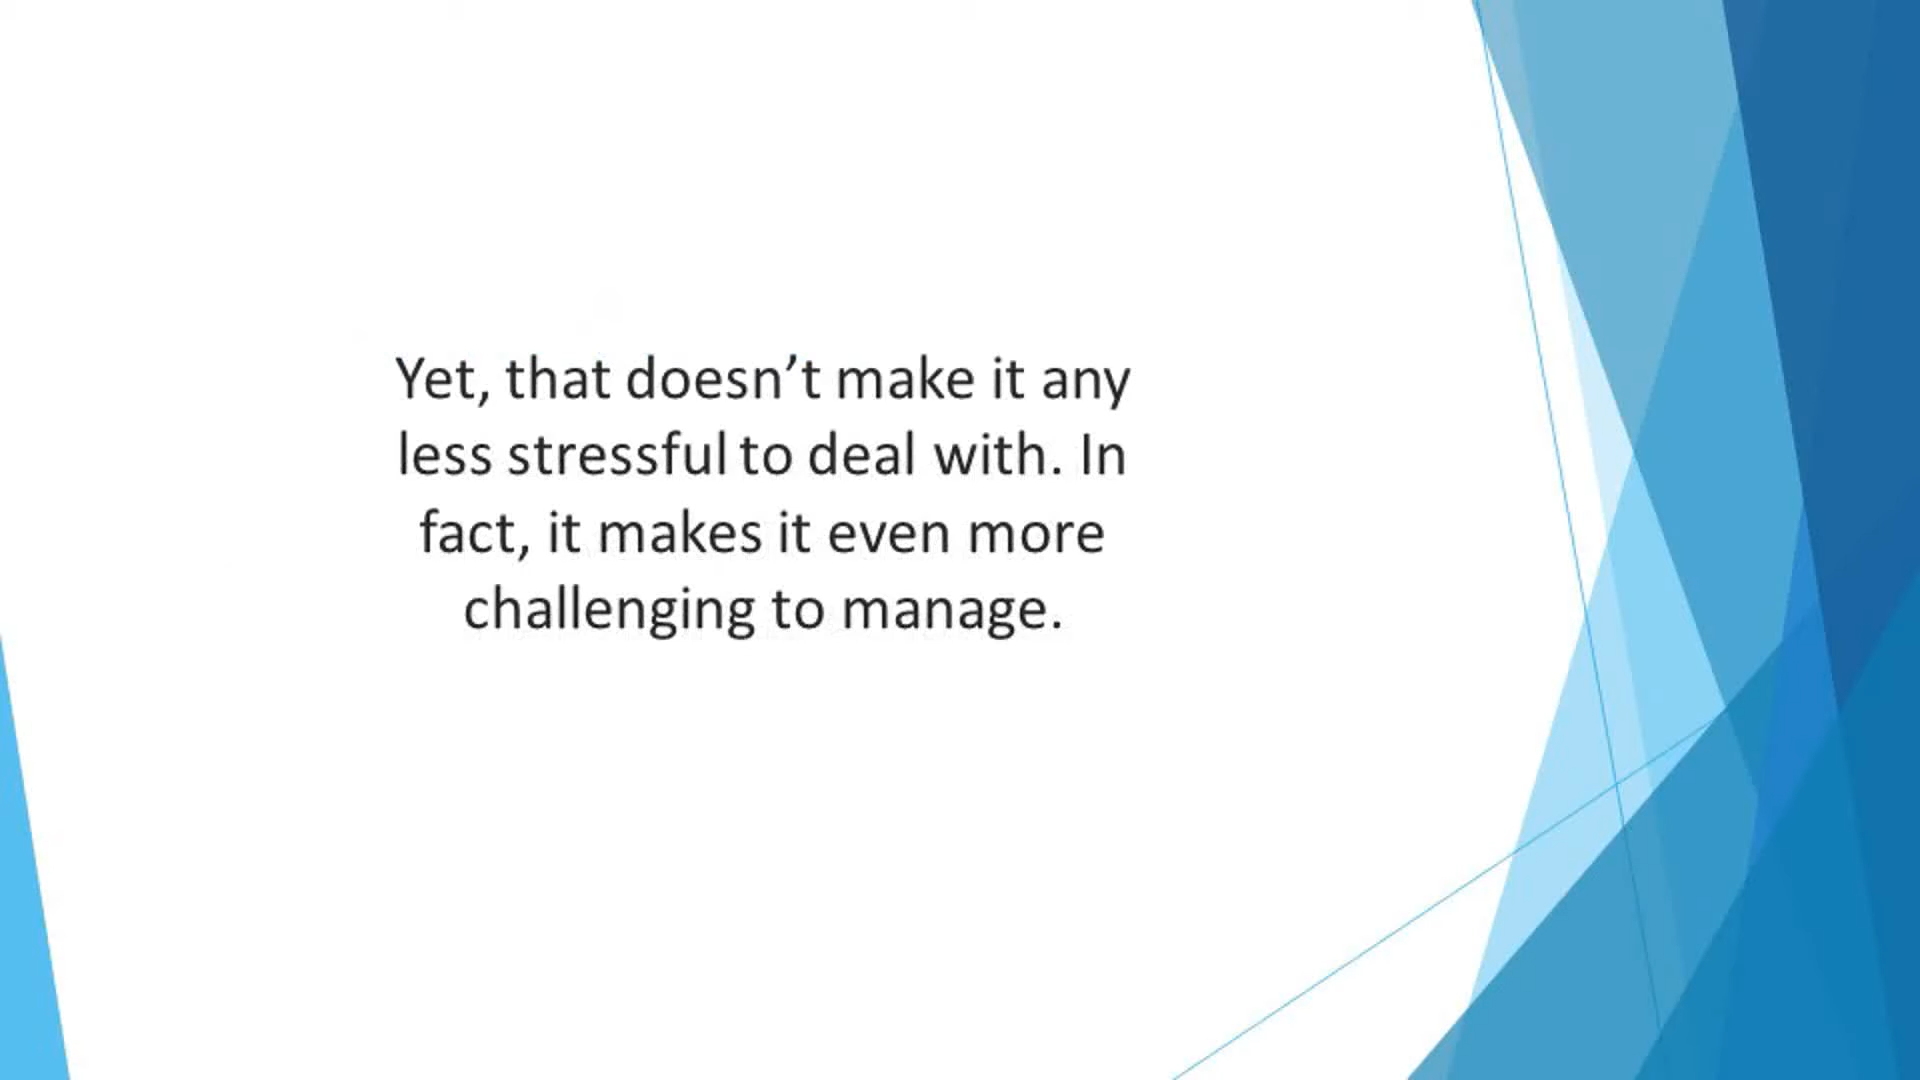 Yet, that doesn’t make it any
less stressful to deal with. In
fact, it makes it even more
challenging to manage.